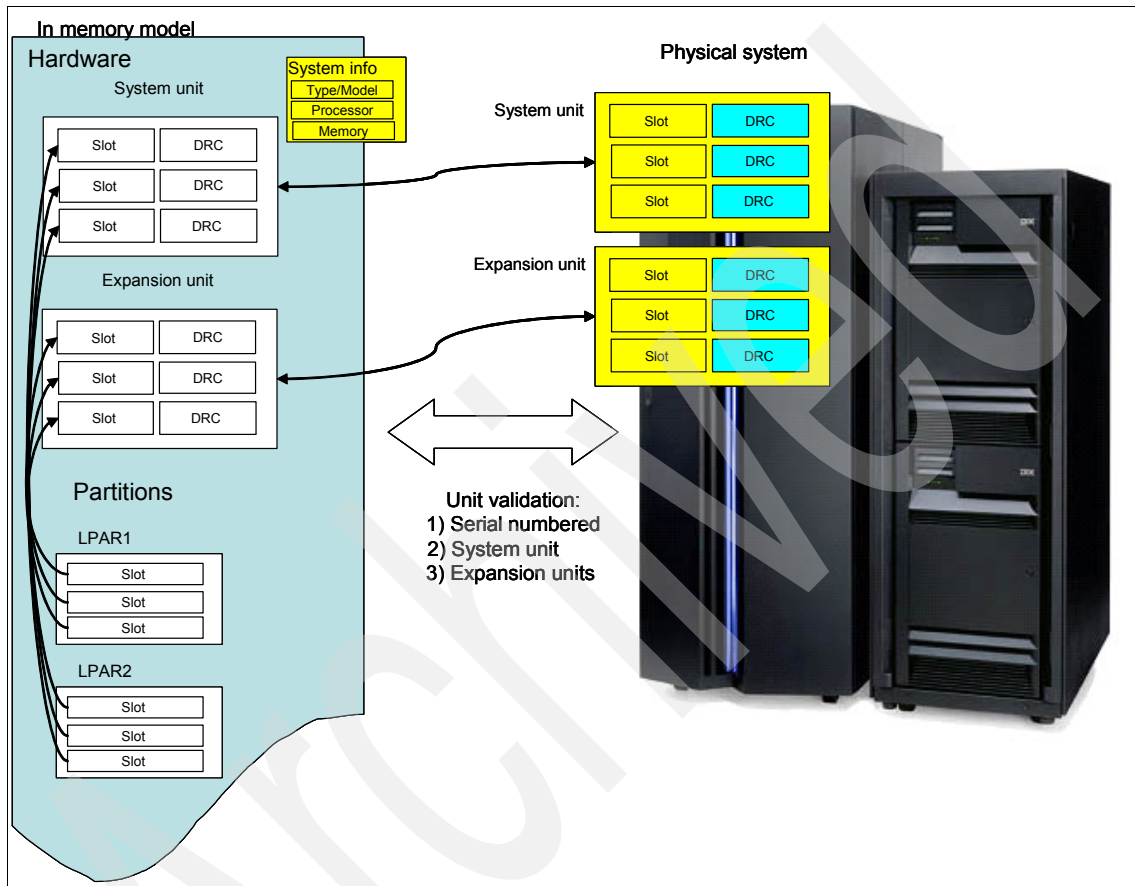 In memory model
Hardware
System unit
System info
Type/Model
Processor
Memory
Slot DRC
Slot DRC
Slot DRC
Expansion unit
Slot DRC
Slot DRC
Slot DRC
Partitions
LPAR1
Slot
Slot
Slot
LPAR2
Slot
Slot
Slot
Unit validation:
1) Serial numbered
2) System unit
3) Expansion units
Physical system
System unit
Slot DRC
Slot DRC
Slot DRC
Expansion unit
Slot DRC
Slot DRC
Slot DRC
IBM
IBM
Archived